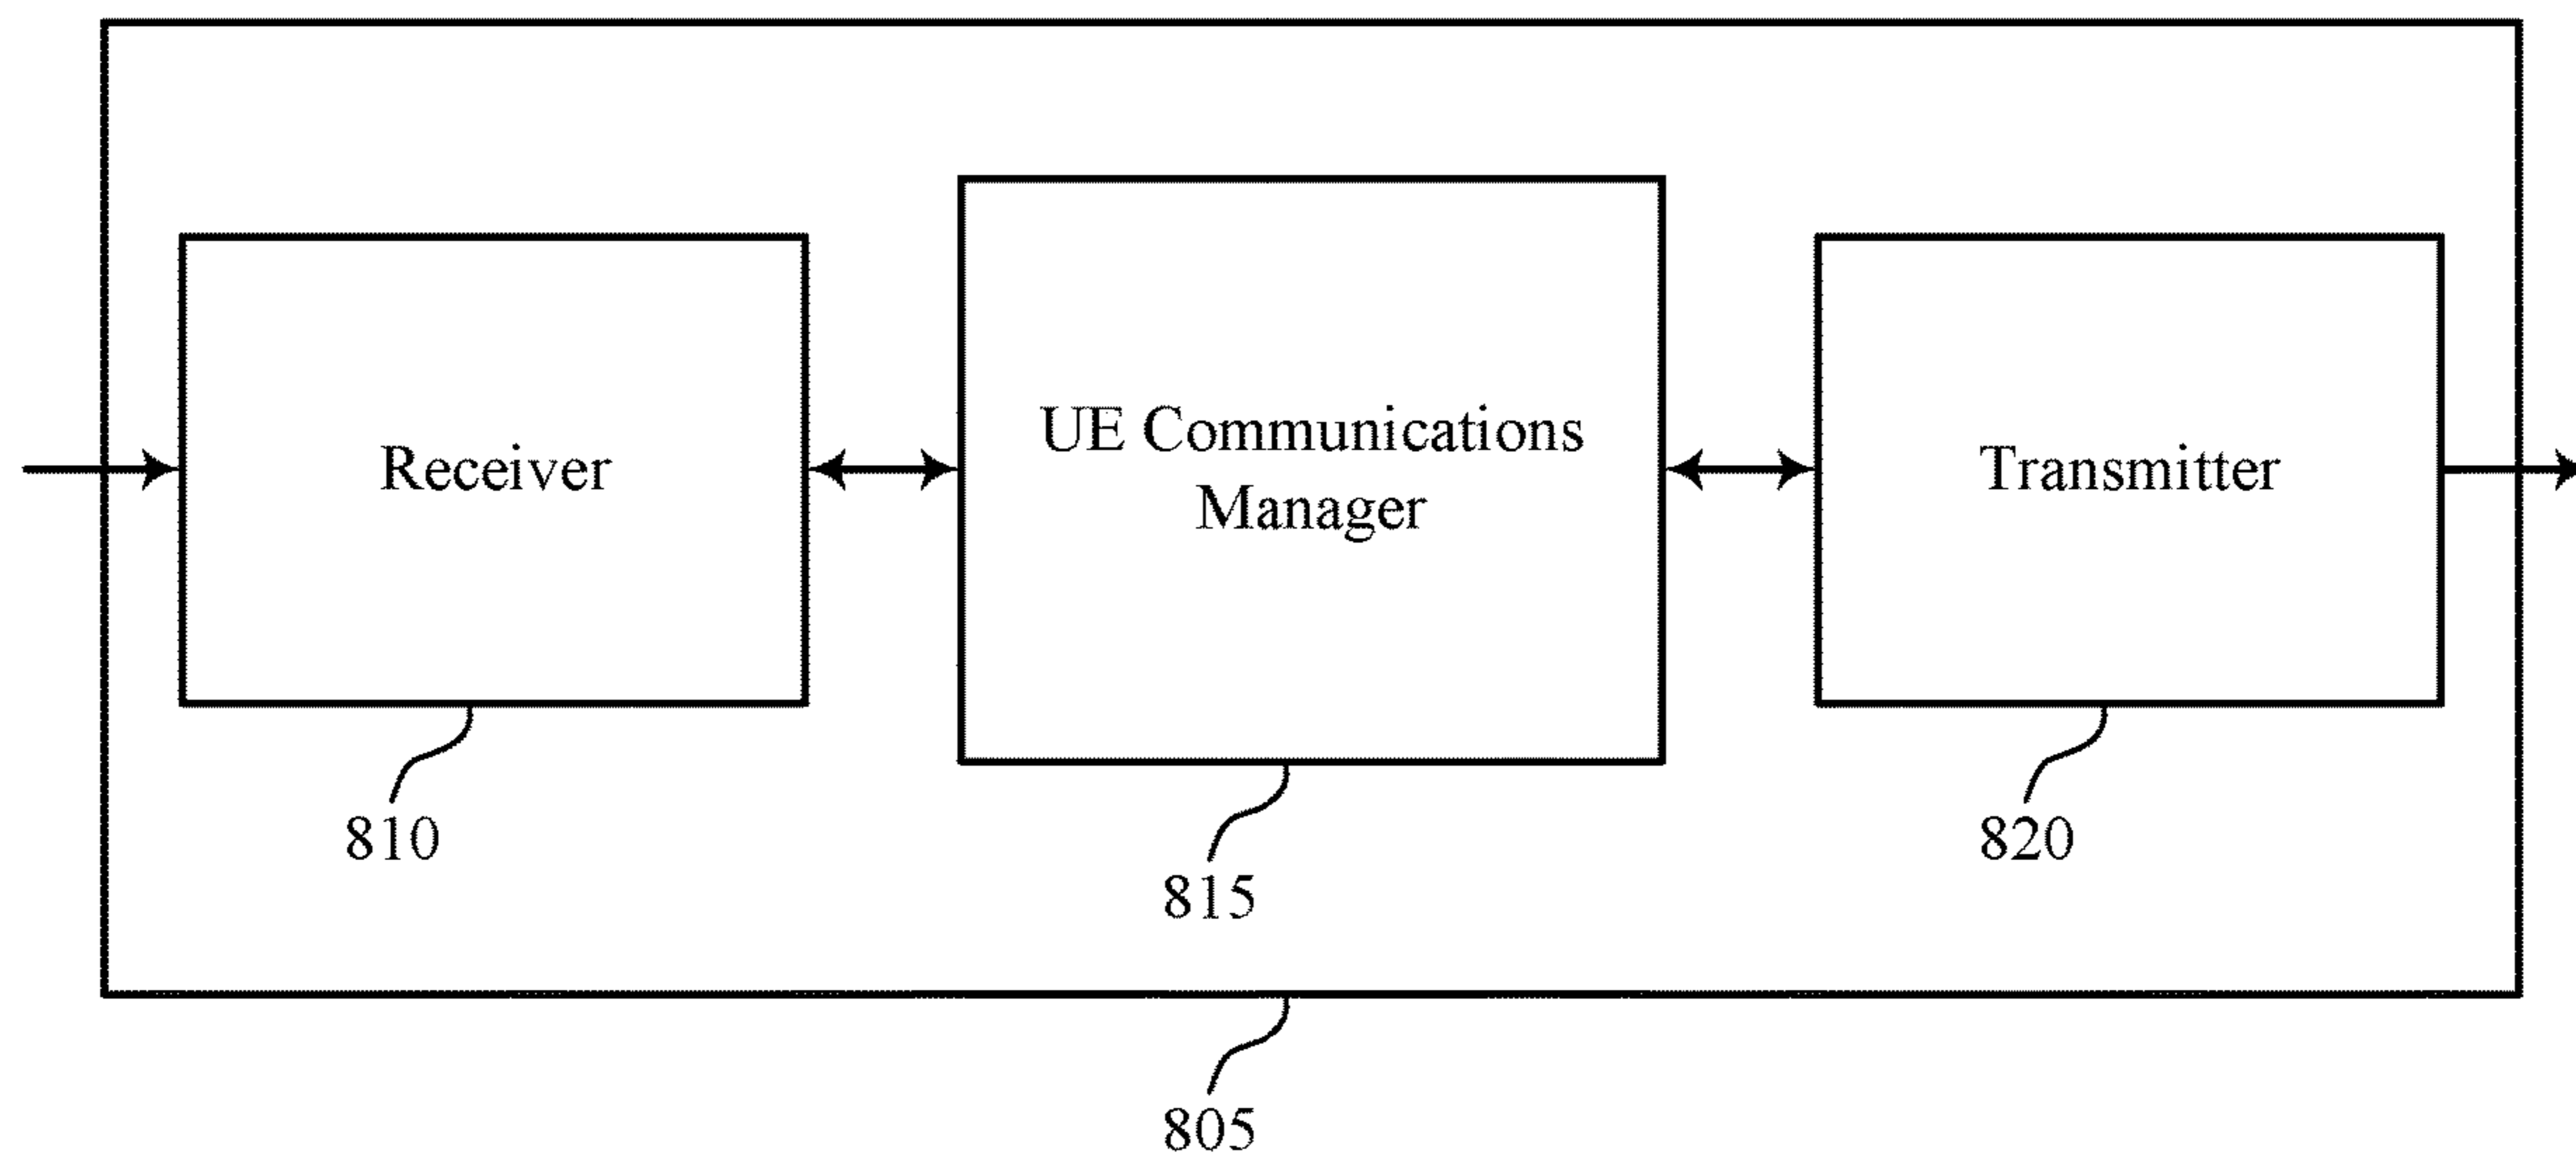 Receiver
UE Communications
Manager
Transmitter
810
815
820
805